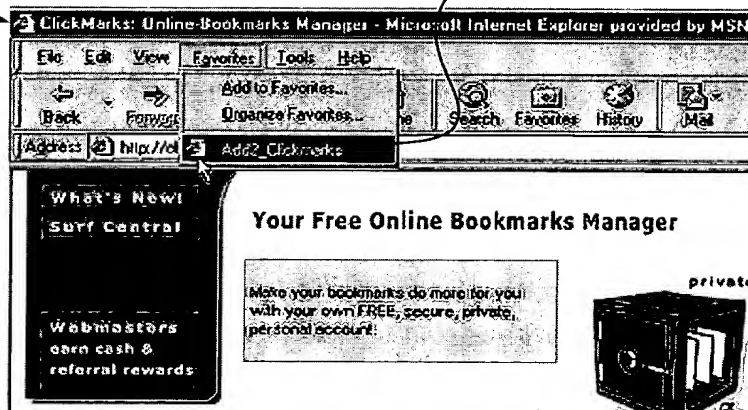 ClickMarks: Online Bookmarks Manager - Microsoft Internet Explorer provided by MSN
File Edit View Favorites Tools Help
Add to Favorites...
Organize Favorites...
Back Forward Search Favorites History Mail
Address http://cl
Add2_Clickmarks
What's New!
Surf Central
Your Free Online Bookmarks Manager
private
Make your bookmarks do more for you
with your own FREE, secure, private,
personal account!
Webmasters
earn cash &
referral rewards